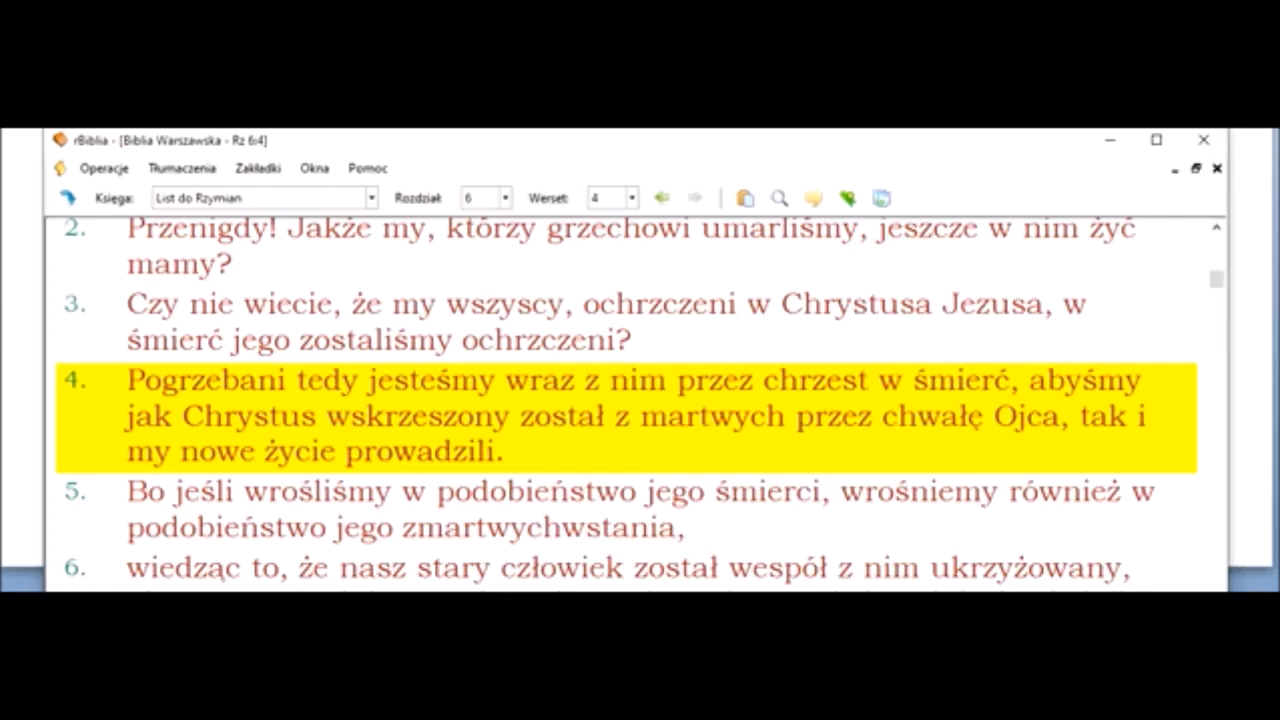 rBiblia - [Biblia Warszawska - Rz 6:4]
Operacje Tłumaczenia Zakładki Okna Pomoc
Księga: List do Rzymian Rozdział: 6 Werset: 4
2. Przenigdy! Jakże my, którzy grzechowi umarliśmy, jeszcze w nim żyć
mamy?
3. Czy nie wiecie, że my wszyscy, ochrzczeni w Chrystusa Jezusa, w
śmierć jego zostaliśmy ochrzczeni?
4. Pogrzebani tedy jesteśmy wraz z nim przez chrzest w śmierć, abyśmy
jak Chrystus wskrzeszony został z martwych przez chwałę Ojca, tak i
my nowe życie prowadzili.
5. Bo jeśli wrośliśmy w podobieństwo jego śmierci, wrośniemy również w
podobieństwo jego zmartwychwstania,
6. wiedząc to, że nasz stary człowiek został wespół z nim ukrzyżowany,